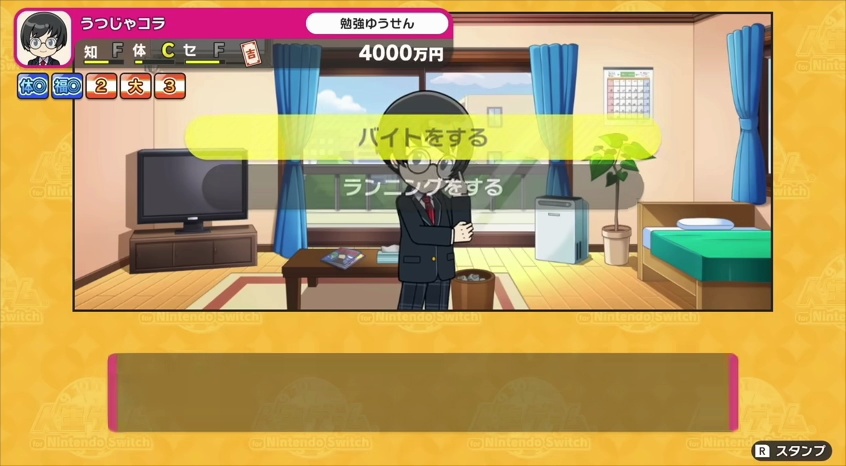 うつじゃコラ
勉強ゆうせん
知 F 体 C セ F 吉
4000万円
体◎ 福◎ 2 大 3
バイトをする
ランニングをする
for Nintendo Switch
R スタンプ